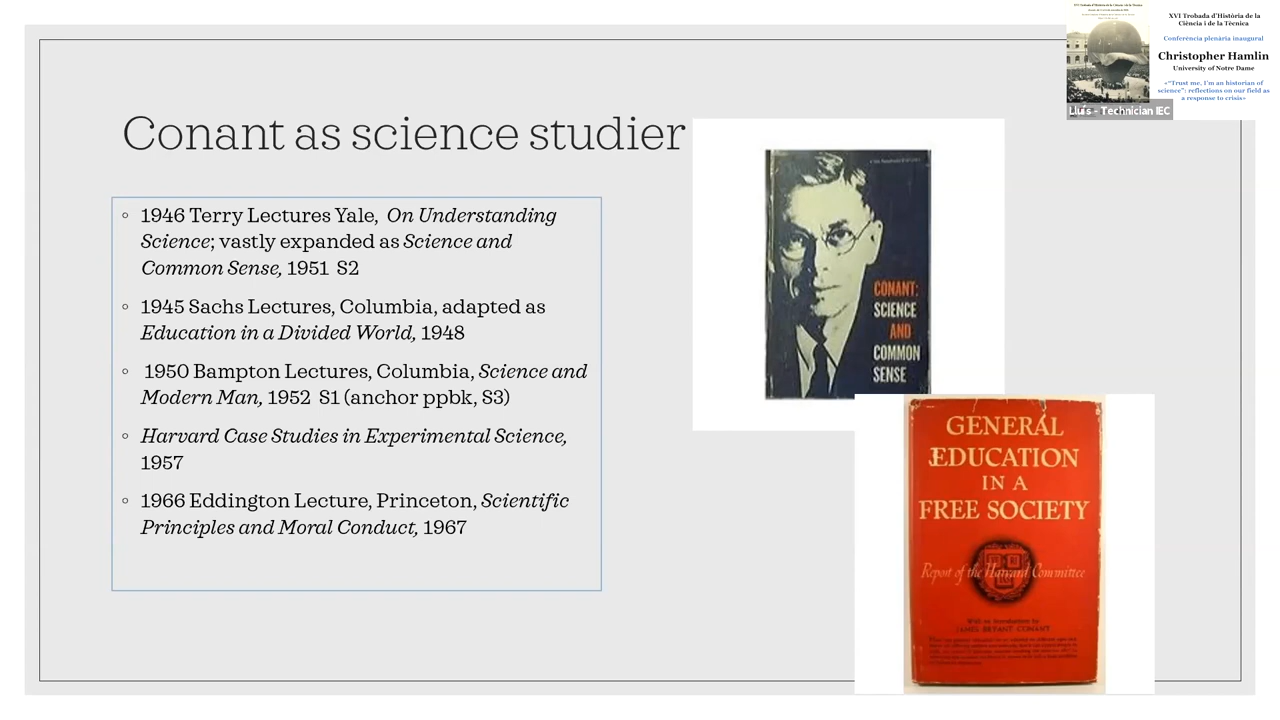 Conant as science studier
1946 Terry Lectures Yale, On Understanding
Science; vastly expanded as Science and
Common Sense, 1951 S2
1945 Sachs Lectures, Columbia, adapted as
Education in a Divided World, 1948
1950 Bampton Lectures, Columbia, Science and
Modern Man, 1952 S1 (anchor ppbk, S3)
Harvard Case Studies in Experimental Science,
1957
1966 Eddington Lecture, Princeton, Scientific
Principles and Moral Conduct, 1967
CONANT:
SCIENCE
AND
COMMON
SENSE
GENERAL
EDUCATION
IN A
FREE SOCIETY
Report of the Harvard Committee
With an Introduction by
JAMES BRYANT CONANT
XVI Trobada d'Història de la
Ciència i de la Tècnica
Conferència plenària inaugural
Christopher Hamlin
University of Notre Dame
«"Trust me, I'm an historian of
science": reflections on our field as
a response to crisis»
Lluís - Technician IEC